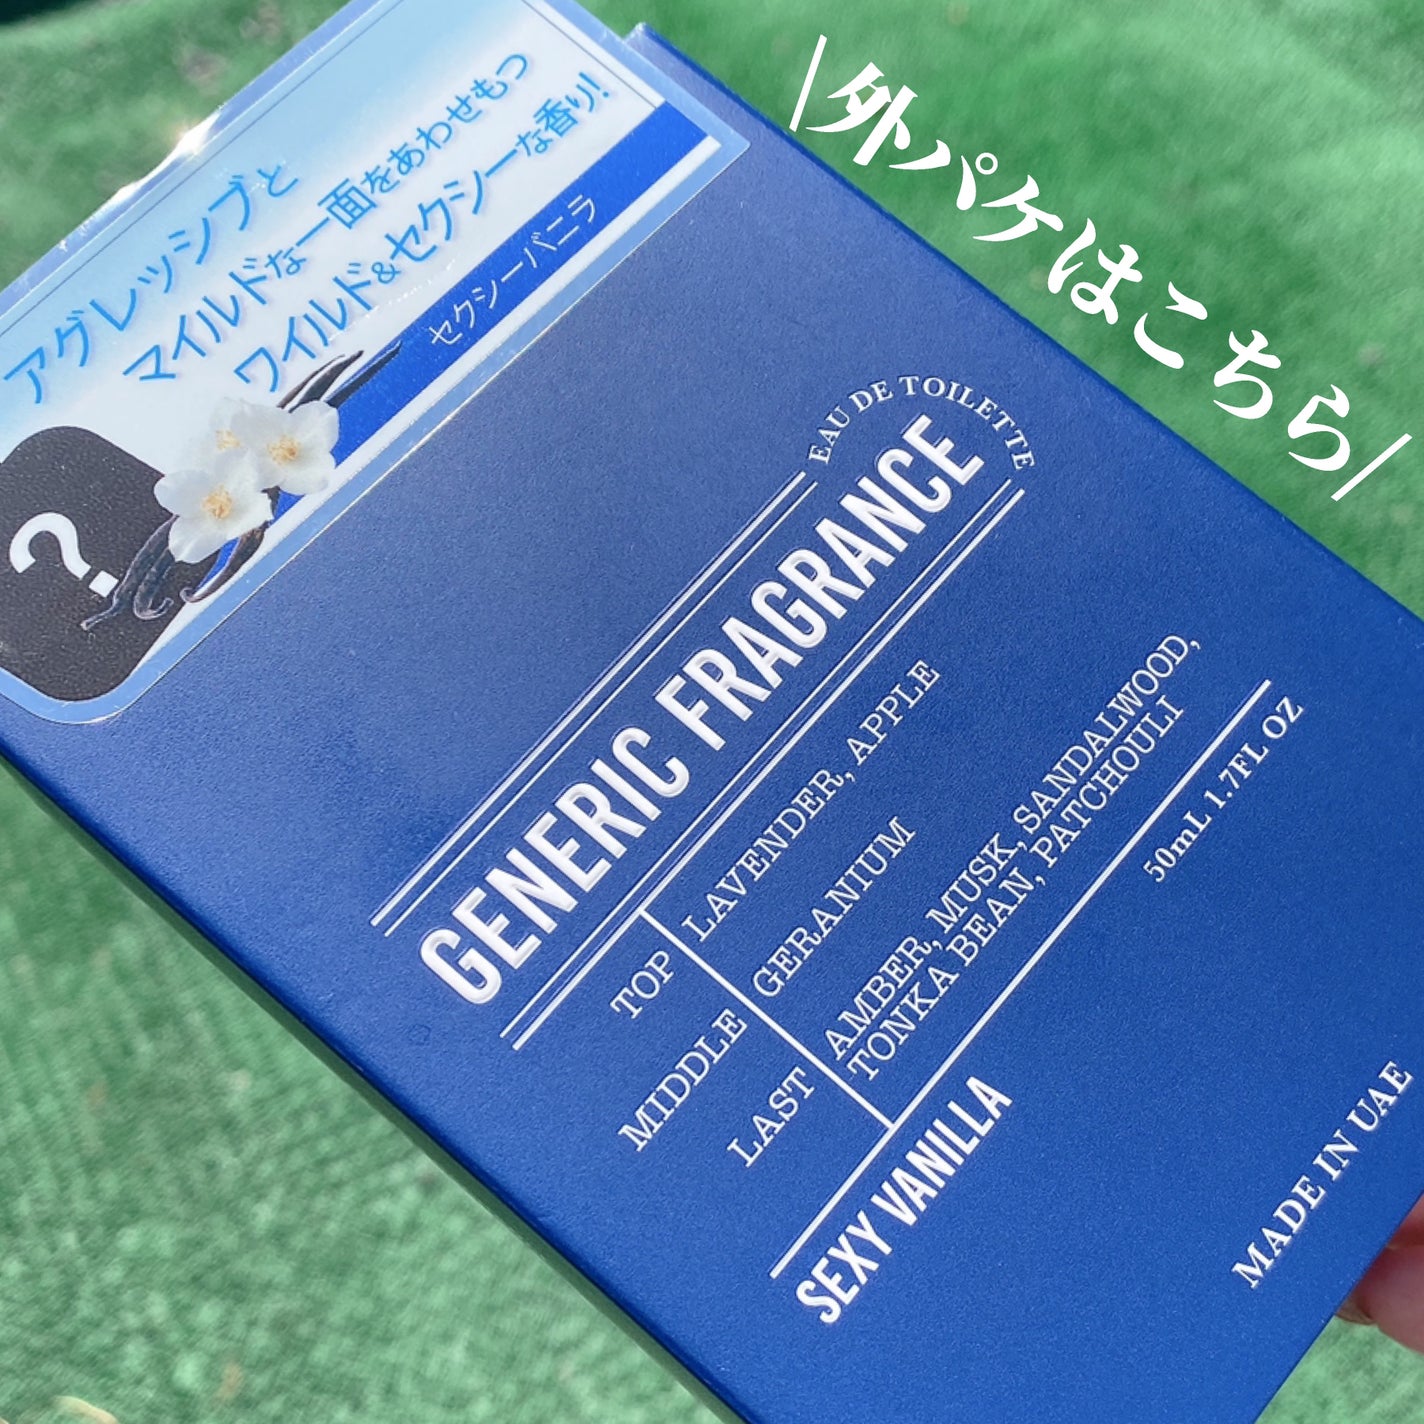 \外パケはこちら/
アグレッシブと
マイルドな一面をあわせもつ
ワイルド&セクシーな香り!
セクシーバニラ
?
EAU DE TOILETTE
GENERIC FRAGRANCE
TOP LAVENDER, APPLE
MIDDLE GERANIUM
LAST AMBER, MUSK, SANDALWOOD,
TONKA BEAN, PATCHOULI
50mL 1.7FL OZ
SEXY VANILLA
MADE IN UAE